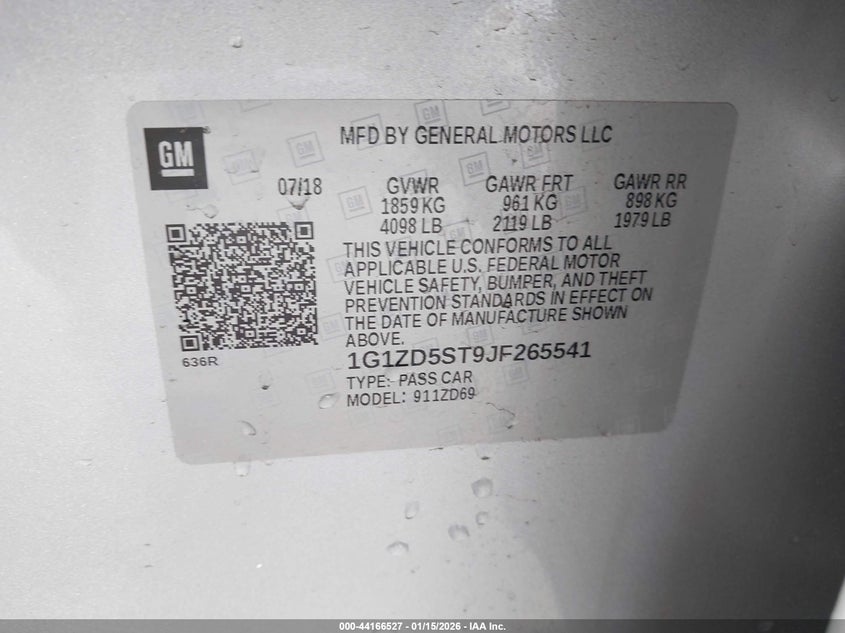 GM
MFD BY GENERAL MOTORS LLC
07/18
GVWR
1859 KG
4098 LB
GAWR FRT
961 KG
2119 LB
GAWR RR
898 KG
1979 LB
THIS VEHICLE CONFORMS TO ALL
APPLICABLE U.S. FEDERAL MOTOR
VEHICLE SAFETY, BUMPER, AND THEFT
PREVENTION STANDARDS IN EFFECT ON
THE DATE OF MANUFACTURE SHOWN
ABOVE.
636R
1G1ZD5ST9JF265541
TYPE: PASS CAR
MODEL: 911ZD69
000-44166527 - 01/15/2026 - IAA Inc.